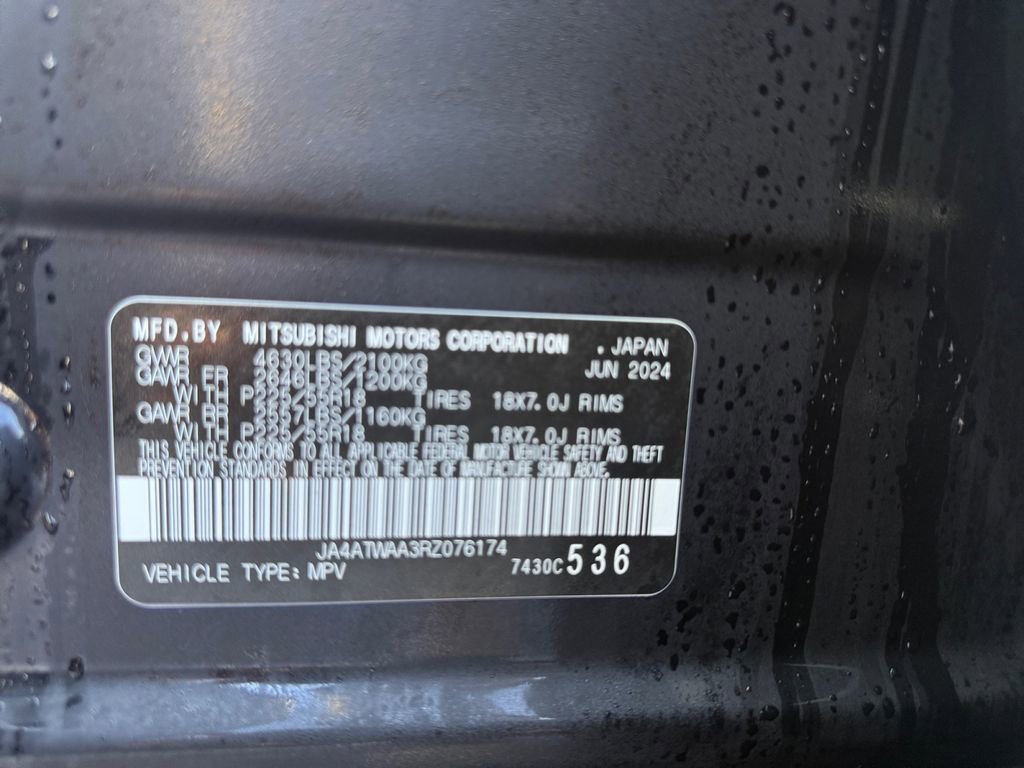 MFD.BY MITSUBISHI MOTORS CORPORATION , JAPAN
GWWR 4630LBS/2100KG JUN 2024
GAWR FR 2646LBS/1200KG
WITH P225/55R18 TIRES 18X7.0J RIMS
GAWR RR 2557LBS/1160KG
WITH P225/55R18 TIRES 18X7.0J RIMS
THIS VEHICLE CONFORMS TO ALL APPLICABLE FEDERAL MOTOR VEHICLE SAFETY AND THEFT
PREVENTION STANDARDS IN EFFECT ON THE DATE OF MANUFACTURE SHOWN ABOVE.
JA4ATWAA3RZ076174
VEHICLE TYPE: MPV 7430C 536